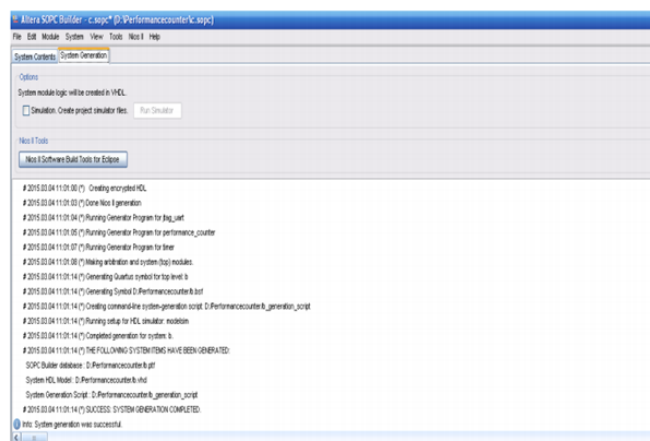 Altera SOPC Builder - c.sopc* (D:\Performancecounter\c.sopc)
File Edit Module System View Tools Nios II Help
System Contents System Generation
Options
System module logic will be created in VHDL.
Simulation. Create project simulator files. Run Simulator
Nios II Tools
Nios II Software Build Tools for Eclipse
# 2015.03.04 11:01:00 (*) Creating encrypted HDL
# 2015.03.04 11:01:03 (*) Done Nios II generation
# 2015.03.04 11:01:04 (*) Running Generator Program for jtag_uart
# 2015.03.04 11:01:05 (*) Running Generator Program for performance_counter
# 2015.03.04 11:01:07 (*) Running Generator Program for timer
# 2015.03.04 11:01:08 (*) Making arbitration and system (top) modules.
# 2015.03.04 11:01:14 (*) Generating Quartus symbol for top level: b
# 2015.03.04 11:01:14 (*) Generating Symbol D:/Performancecounter/b.bsf
# 2015.03.04 11:01:14 (*) Creating command-line system-generation script: D:/Performancecounter/b_generation_script
# 2015.03.04 11:01:14 (*) Running setup for HDL simulator: modelsim
# 2015.03.04 11:01:14 (*) Completed generation for system: b.
# 2015.03.04 11:01:14 (*) THE FOLLOWING SYSTEM ITEMS HAVE BEEN GENERATED:
SOPC Builder database : D:/Performancecounter/b.ptf
System HDL Model : D:/Performancecounter/b.vhd
System Generation Script : D:/Performancecounter/b_generation_script
# 2015.03.04 11:01:14 (*) SUCCESS: SYSTEM GENERATION COMPLETED.
Info: System generation was successful.